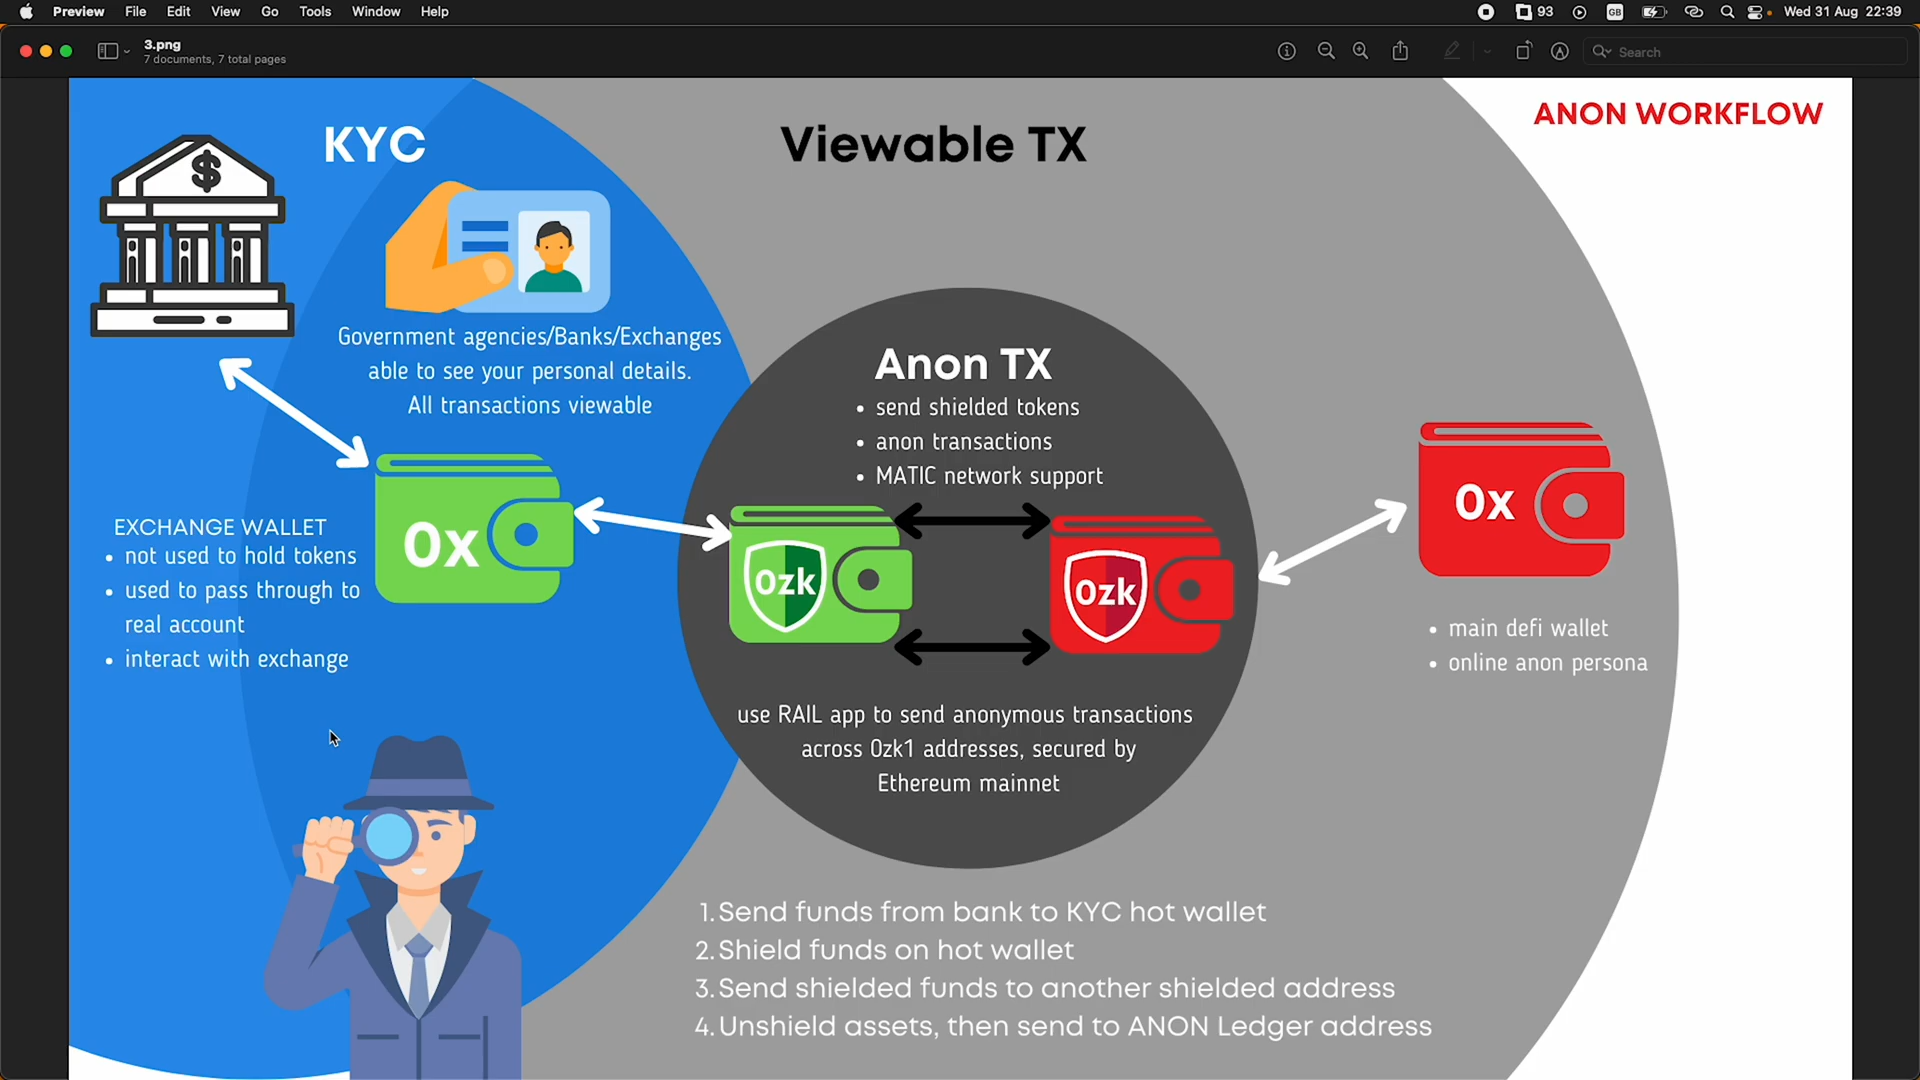 Preview File Edit View Go Tools Window Help
93 GB Wed 31 Aug 22:39
3.png
7 documents, 7 total pages
Search
ANON WORKFLOW
KYC
Viewable TX
$
Government agencies/Banks/Exchanges
able to see your personal details.
All transactions viewable
Anon TX
• send shielded tokens
• anon transactions
• MATIC network support
EXCHANGE WALLET
• not used to hold tokens
• used to pass through to
real account
• interact with exchange
0x
0zk
0zk
0x
• main defi wallet
• online anon persona
use RAIL app to send anonymous transactions
across 0zk1 addresses, secured by
Ethereum mainnet
1. Send funds from bank to KYC hot wallet
2. Shield funds on hot wallet
3. Send shielded funds to another shielded address
4. Unshield assets, then send to ANON Ledger address